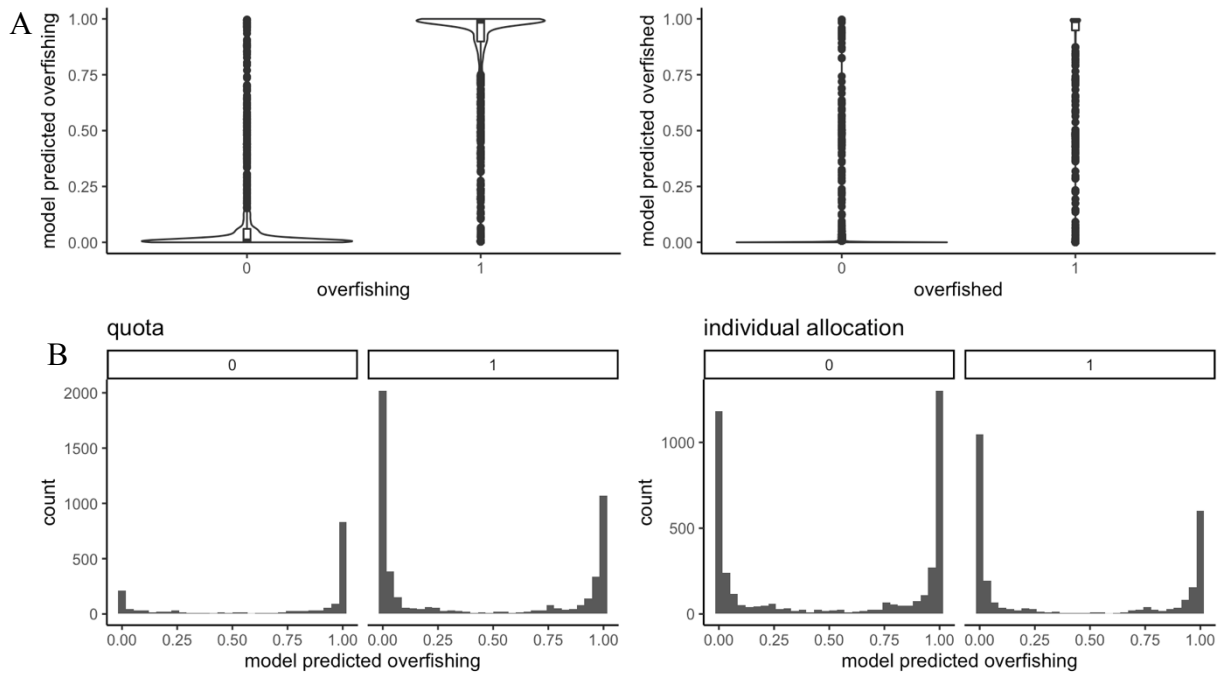 A
model predicted overfishing
1.00
0.75
0.50
0.25
0.00
0
1
overfishing
model predicted overfished
1.00
0.75
0.50
0.25
0.00
0
1
overfished
B
quota
0
1
count
2000
1500
1000
500
0
0.00 0.25 0.50 0.75 1.00
0.00 0.25 0.50 0.75 1.00
model predicted overfishing
individual allocation
0
1
count
1000
500
0
0.00 0.25 0.50 0.75 1.00
0.00 0.25 0.50 0.75 1.00
model predicted overfishing